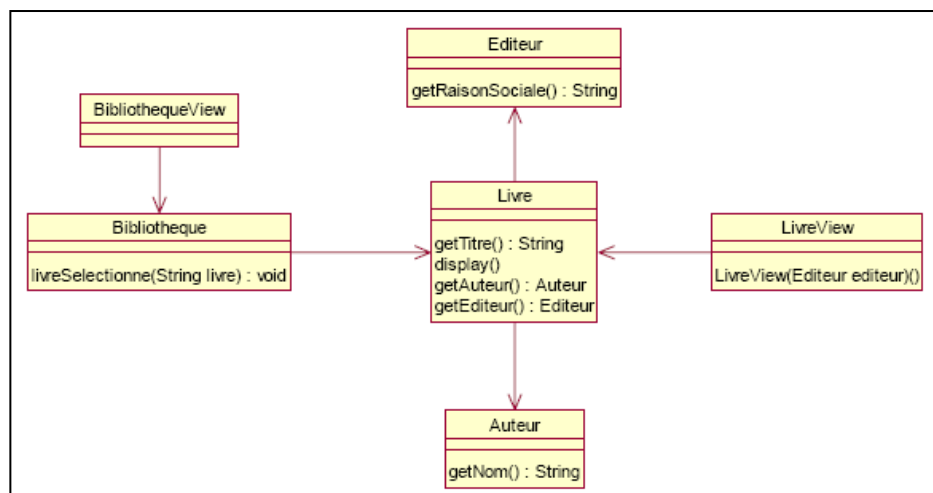 Editeur
getRaisonSociale() : String
BibliothequeView
Bibliotheque
livreSelectionne(String livre) : void
Livre
getTitre() : String
display()
getAuteur() : Auteur
getEditeur() : Editeur
LivreView
LivreView(Editeur editeur)()
Auteur
getNom() : String